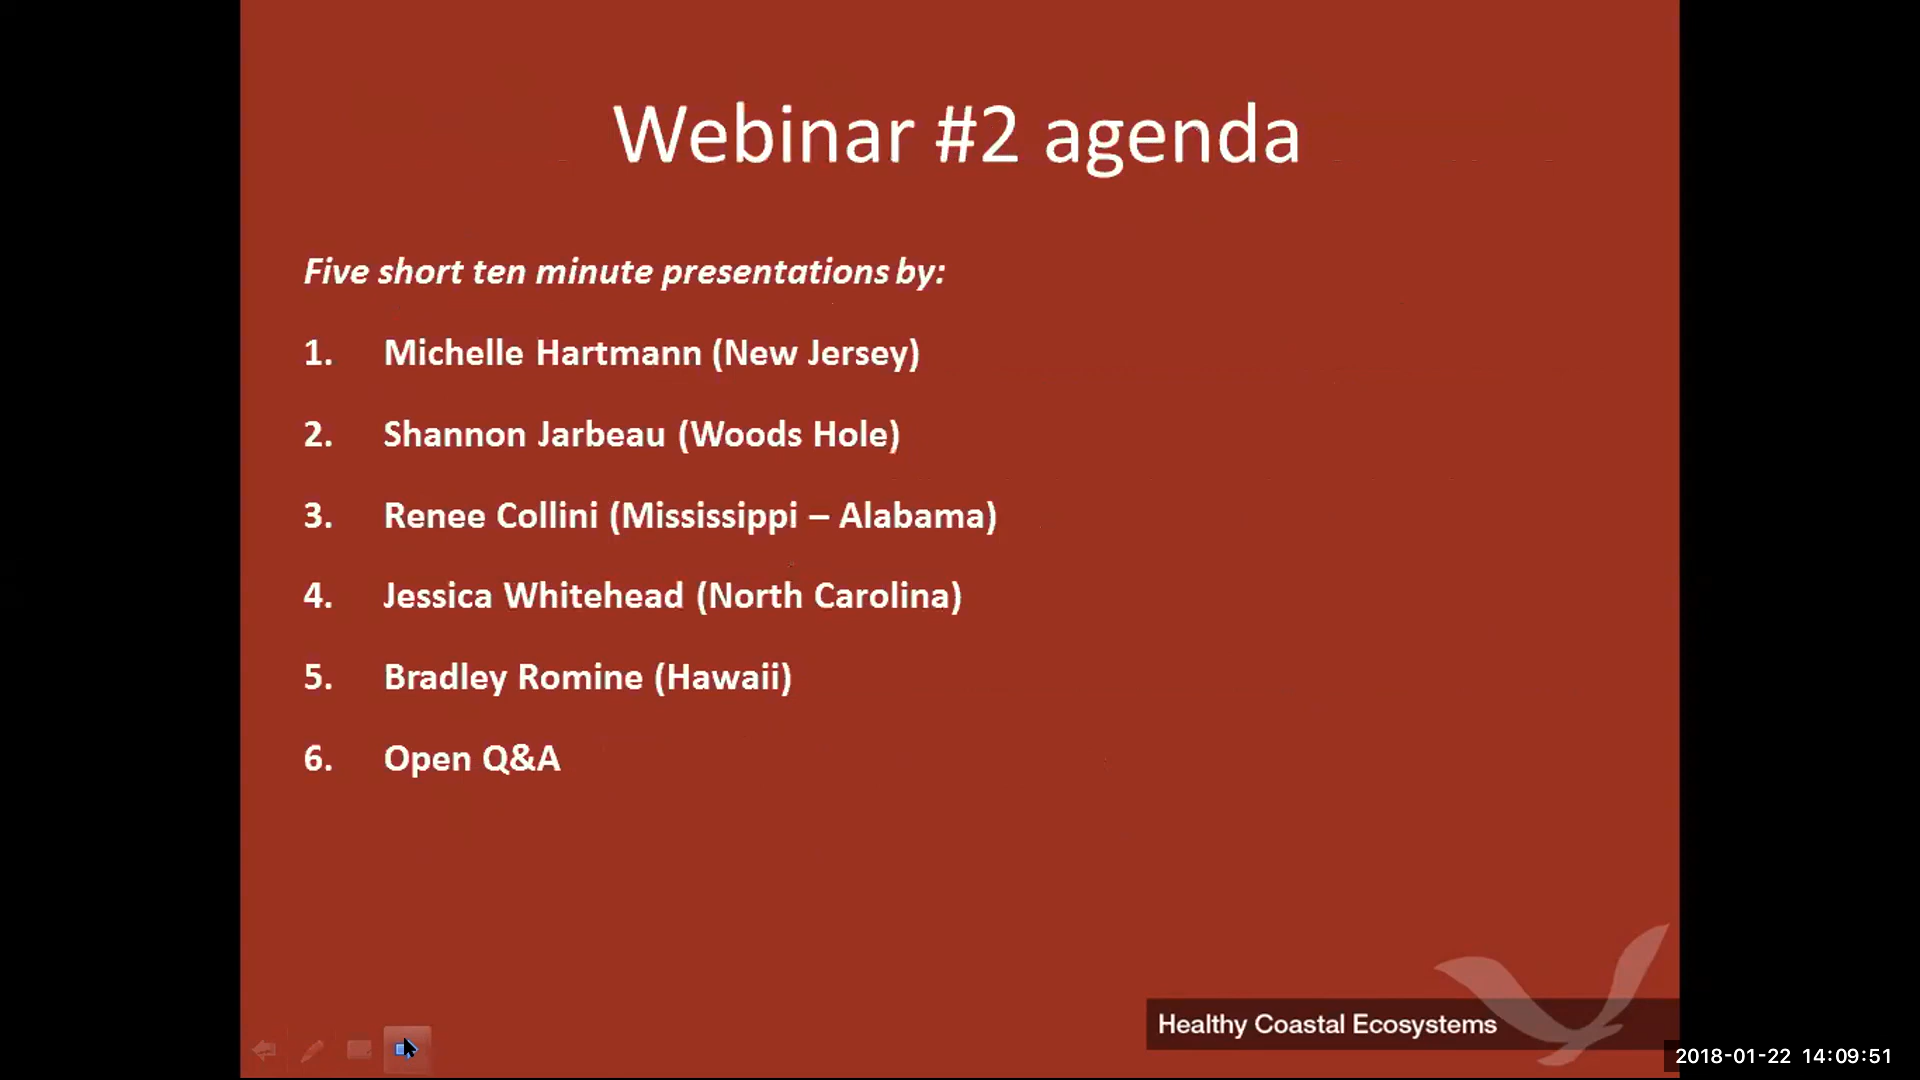 Webinar #2 agenda
Five short ten minute presentations by:
1. Michelle Hartmann (New Jersey)
2. Shannon Jarbeau (Woods Hole)
3. Renee Collini (Mississippi – Alabama)
4. Jessica Whitehead (North Carolina)
5. Bradley Romine (Hawaii)
6. Open Q&A
Healthy Coastal Ecosystems
2018-01-22 14:09:51